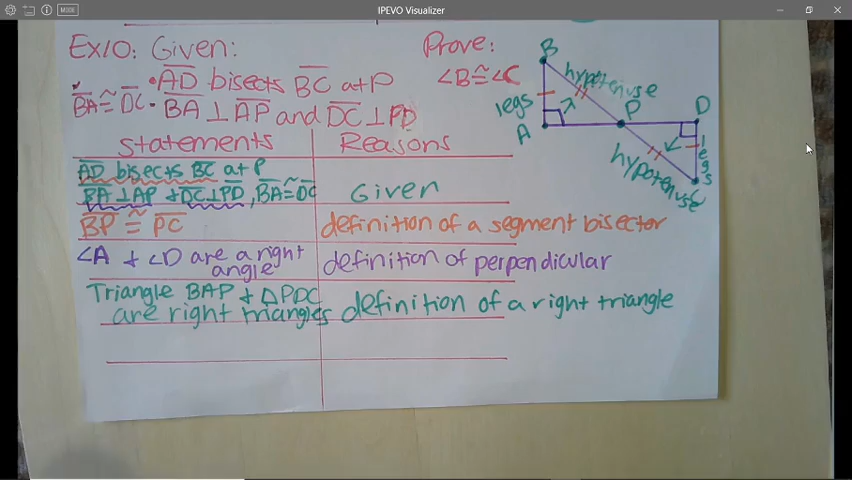 IPEVO Visualizer
MODE
Ex10: Given:
Prove:
• AD bisects BC at P
∠B≅∠C
BA≅DC • BA ⊥ AP and DC ⊥ PD
statements
Reasons
AD bisects BC at P
BA ⊥ AP + DC ⊥ PD, BA≅DC
Given
BP ≅ PC
definition of a segment bisector
∠A + ∠D are a right
angle
definition of perpendicular
Triangle BAP + △PDC
are right triangles
definition of a right triangle
B
hypotenuse
legs
P
D
A
hypotenuse
legs
C